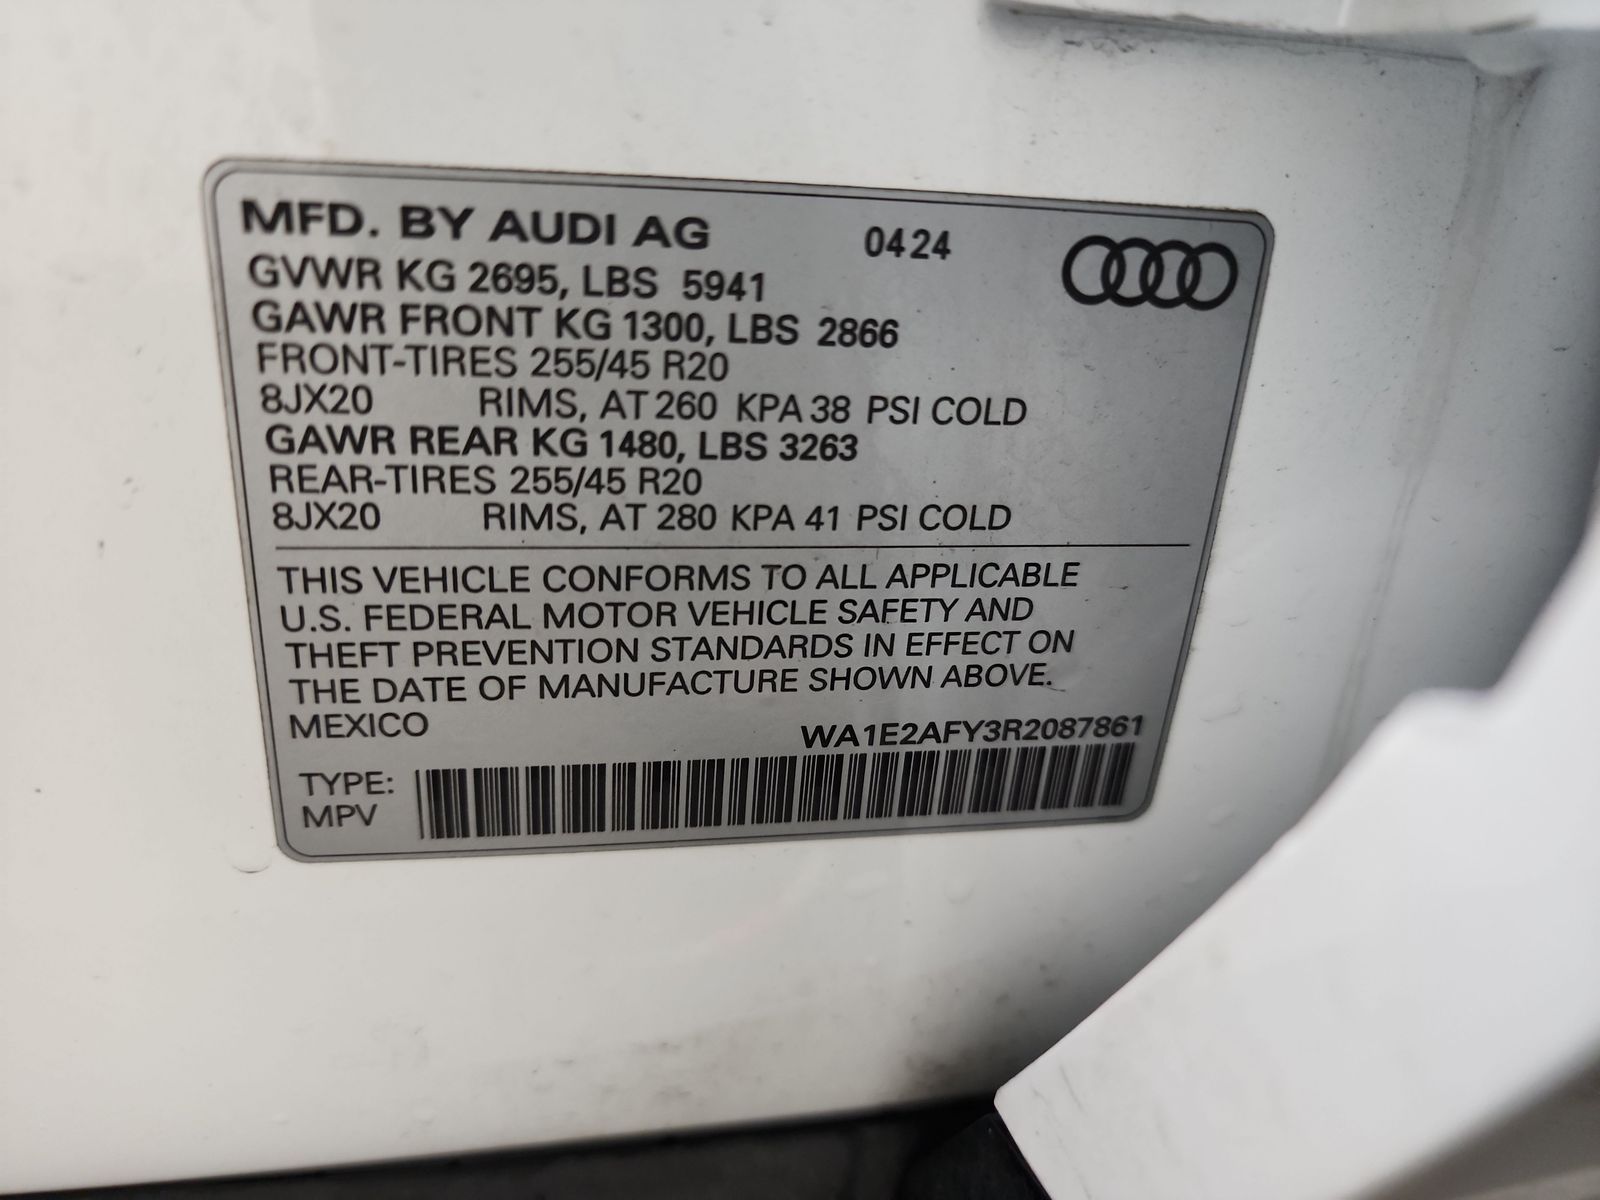 MFD. BY AUDI AG 0424
GVWR KG 2695, LBS 5941
GAWR FRONT KG 1300, LBS 2866
FRONT-TIRES 255/45 R20
8JX20 RIMS, AT 260 KPA 38 PSI COLD
GAWR REAR KG 1480, LBS 3263
REAR-TIRES 255/45 R20
8JX20 RIMS, AT 280 KPA 41 PSI COLD
THIS VEHICLE CONFORMS TO ALL APPLICABLE
U.S. FEDERAL MOTOR VEHICLE SAFETY AND
THEFT PREVENTION STANDARDS IN EFFECT ON
THE DATE OF MANUFACTURE SHOWN ABOVE.
MEXICO WA1E2AFY3R2087861
TYPE:
MPV